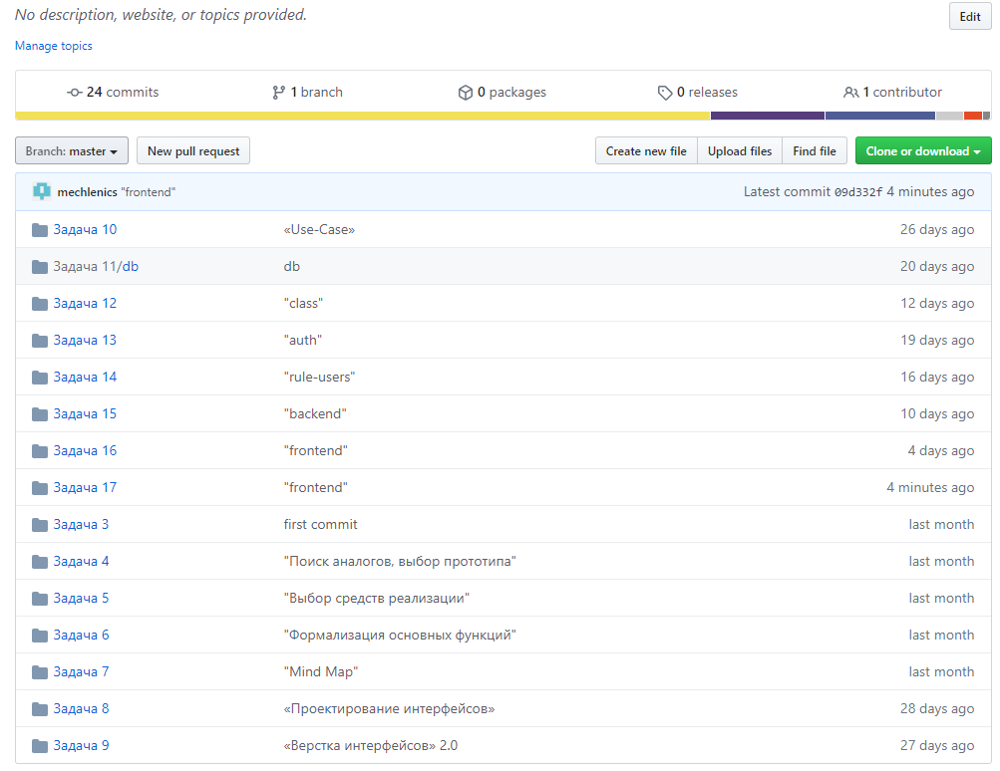 No description, website, or topics provided.
Edit
Manage topics
24 commits 1 branch 0 packages 0 releases 1 contributor
Branch: master New pull request Create new file Upload files Find file Clone or download
mechlenics "frontend" Latest commit 09d332f 4 minutes ago
Задача 10 «Use-Case» 26 days ago
Задача 11/db db 20 days ago
Задача 12 "class" 12 days ago
Задача 13 "auth" 19 days ago
Задача 14 "rule-users" 16 days ago
Задача 15 "backend" 10 days ago
Задача 16 "frontend" 4 days ago
Задача 17 "frontend" 4 minutes ago
Задача 3 first commit last month
Задача 4 "Поиск аналогов, выбор прототипа" last month
Задача 5 "Выбор средств реализации" last month
Задача 6 "Формализация основных функций" last month
Задача 7 "Mind Map" last month
Задача 8 «Проектирование интерфейсов» 28 days ago
Задача 9 «Верстка интерфейсов» 2.0 27 days ago